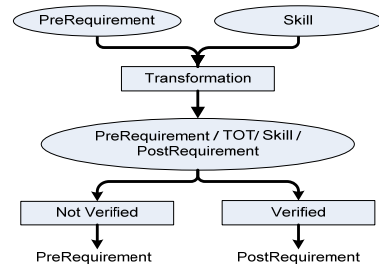 PreRequirement
Skill
Transformation
PreRequirement / TOT/ Skill /
PostRequirement
Not Verified
Verified
PreRequirement
PostRequirement